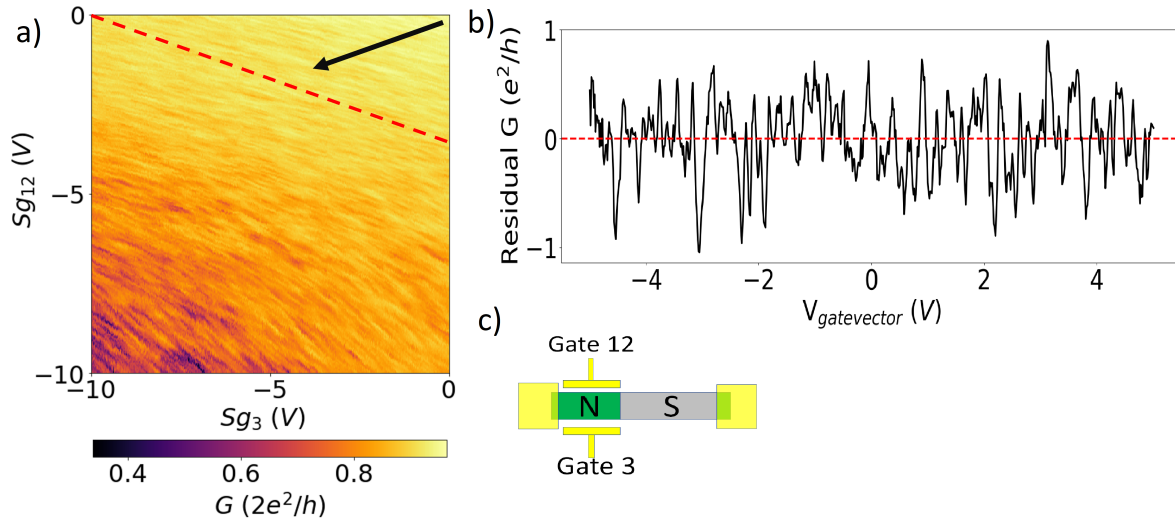 a)
0
−5
−10
Sg12 (V)
−10
−5
0
Sg3 (V)
0.4
0.6
0.8
G (2e²/h)
b)
1
0
−1
Residual G (e²/h)
−4
−2
0
2
4
Vgatevector (V)
c)
Gate 12
N
S
Gate 3